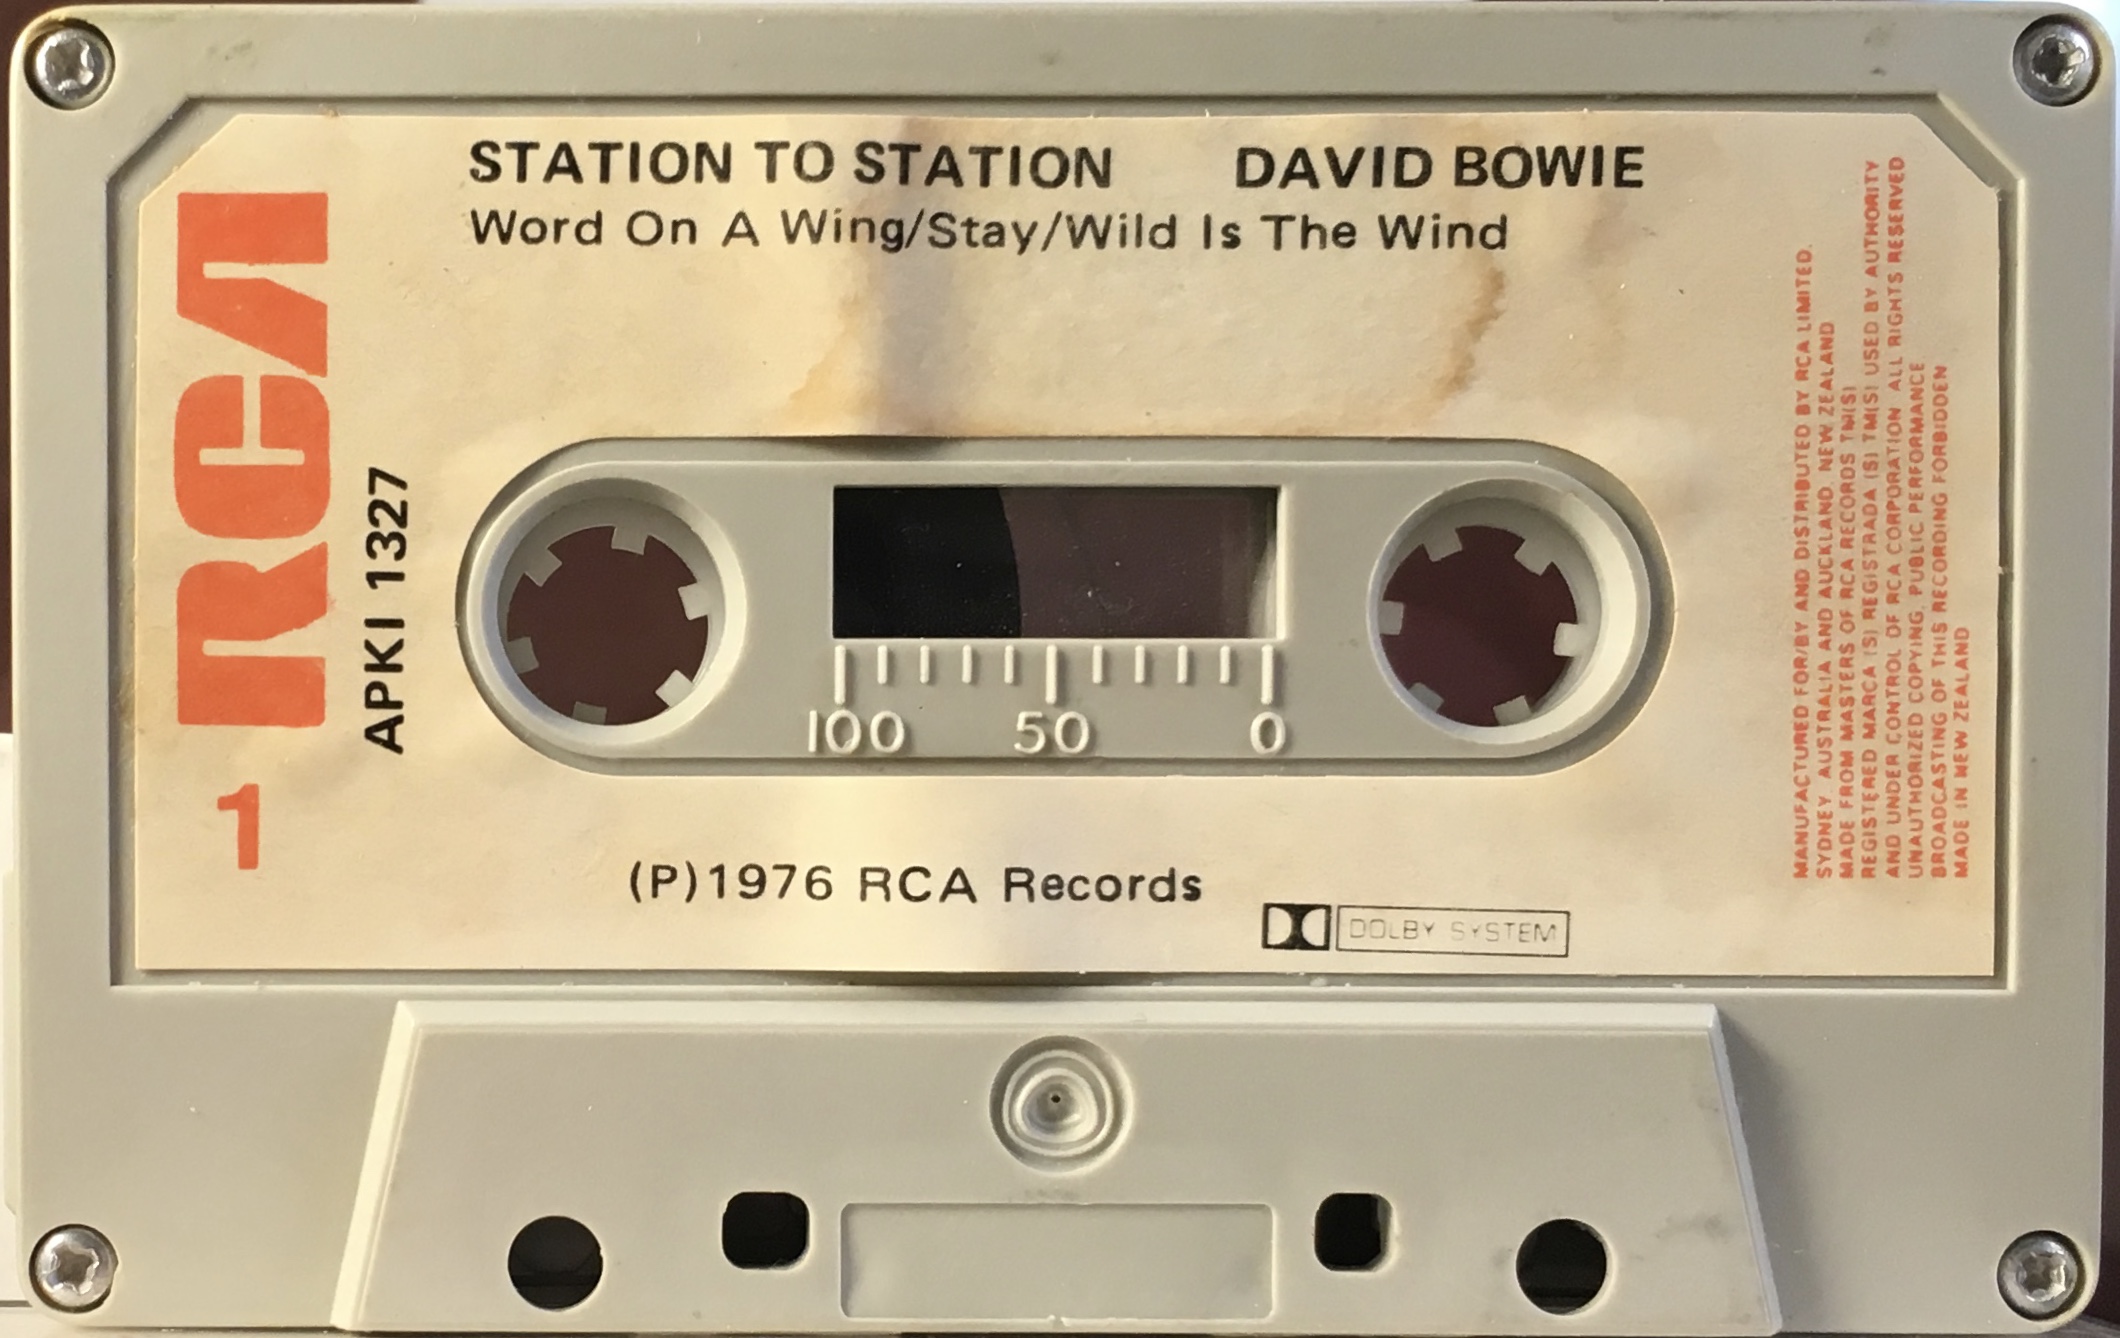 STATION TO STATION DAVID BOWIE
Word On A Wing/Stay/Wild Is The Wind
RCA
1
APKI 1327
100 50 0
(P)1976 RCA Records
DOLBY SYSTEM
MANUFACTURED FOR/BY AND DISTRIBUTED BY RCA LIMITED.
SYDNEY. AUSTRALIA AND AUCKLAND. NEW ZEALAND
MADE FROM MASTERS OF RCA RECORDS TM(S)
REGISTERED MARCA (S) REGISTRADA (S) TM(S) USED BY AUTHORITY
AND UNDER CONTROL OF RCA CORPORATION. ALL RIGHTS RESERVED
UNAUTHORIZED COPYING, PUBLIC PERFORMANCE
BROADCASTING OF THIS RECORDING FORBIDDEN
MADE IN NEW ZEALAND